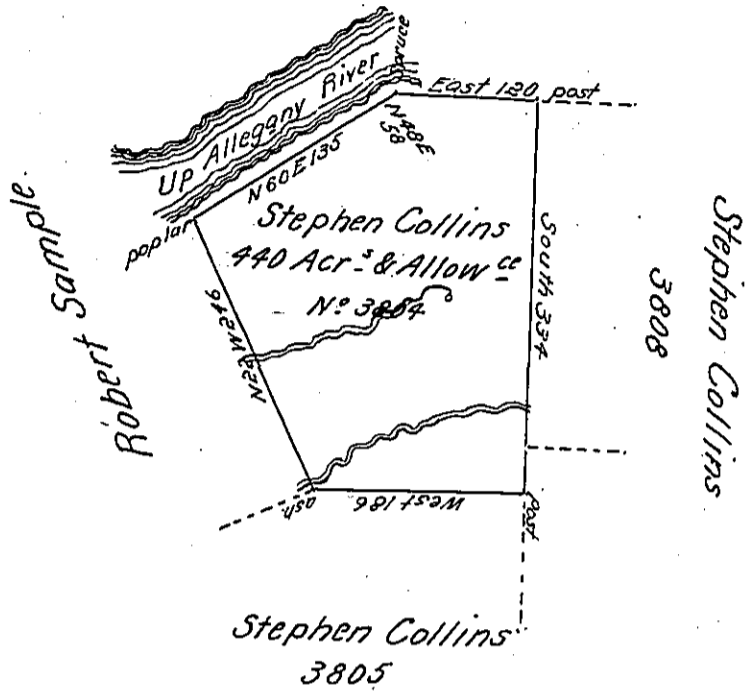 UP Allegany River
spruce
East 120 post
N48E
58
N60E135
poplar
Stephen Collins
440 Acr.s & Allow ce
No 3804
South 334
Stephen Collins
3808
Robert Sample.
N22W246
ash
West 186
Post
Stephen Collins
3805